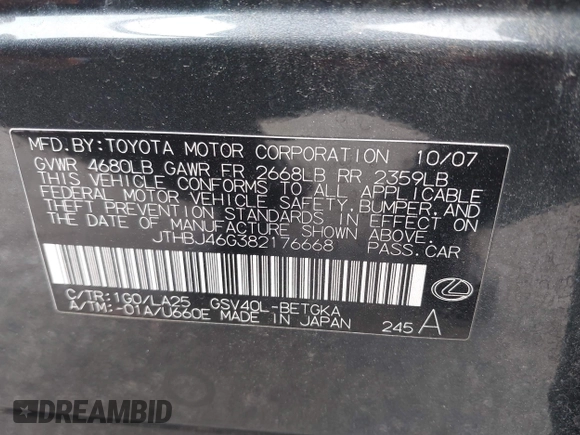 MFD.BY:TOYOTA MOTOR CORPORATION 10/07
GVWR 4680LB GAWR FR 2668LB RR 2359LB
THIS VEHICLE CONFORMS TO ALL APPLICABLE
FEDERAL MOTOR VEHICLE SAFETY,BUMPER,AND
THEFT PREVENTION STANDARDS IN EFFECT ON
THE DATE OF MANUFACTURE SHOWN ABOVE.
JTHBJ46G382176668 PASS.CAR
C/TR:1G0/LA25 GSV40L-BETGKA
A/TM:-01A/U660E MADE IN JAPAN 245 A
DREAMBID